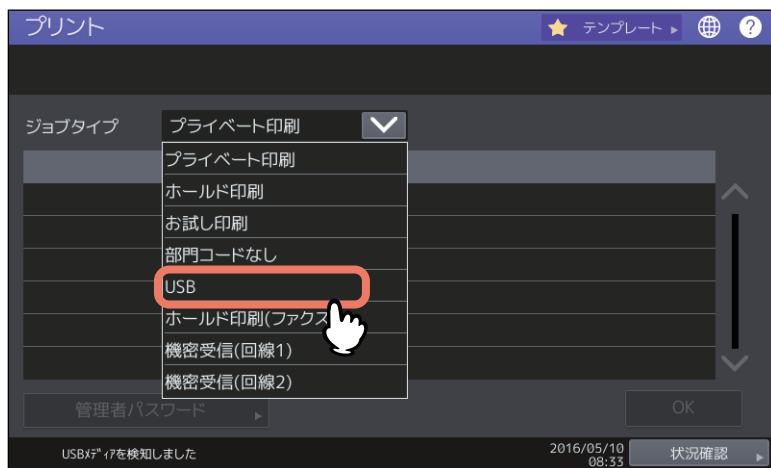 プリント
テンプレート
?
ジョブタイプ
プライベート印刷
プライベート印刷
ホールド印刷
お試し印刷
部門コードなし
USB
ホールド印刷(ファクス
機密受信(回線1)
機密受信(回線2)
管理者パスワード
OK
USBﾒﾃﾞｨｱを検知しました
2016/05/10
08:33
状況確認